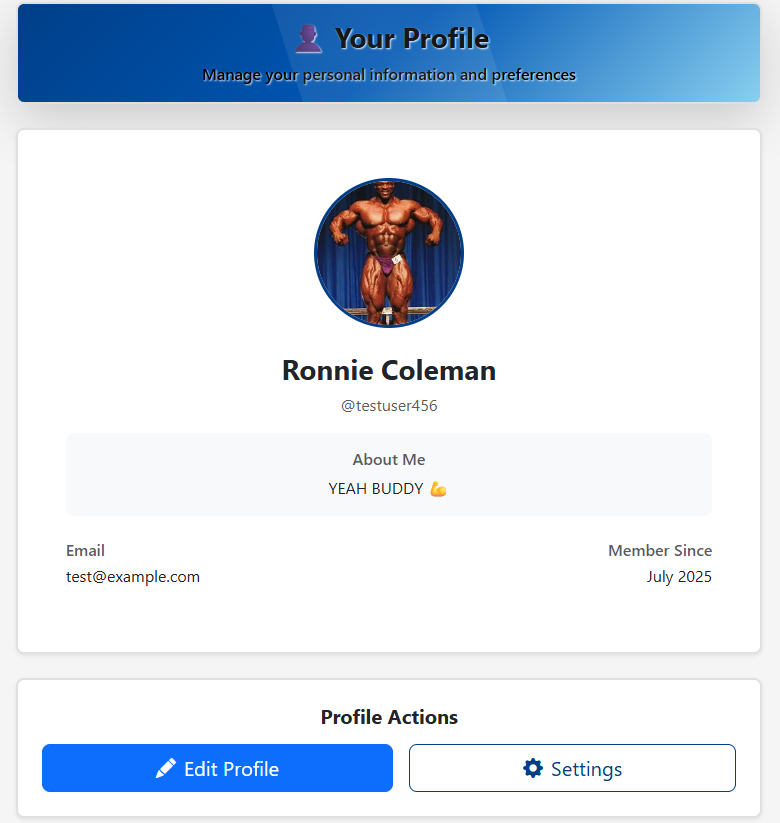 👤 Your Profile
Manage your personal information and preferences
Ronnie Coleman
@testuser456
About Me
YEAH BUDDY 💪
Email
Member Since
test@example.com
July 2025
Profile Actions
Edit Profile
Settings